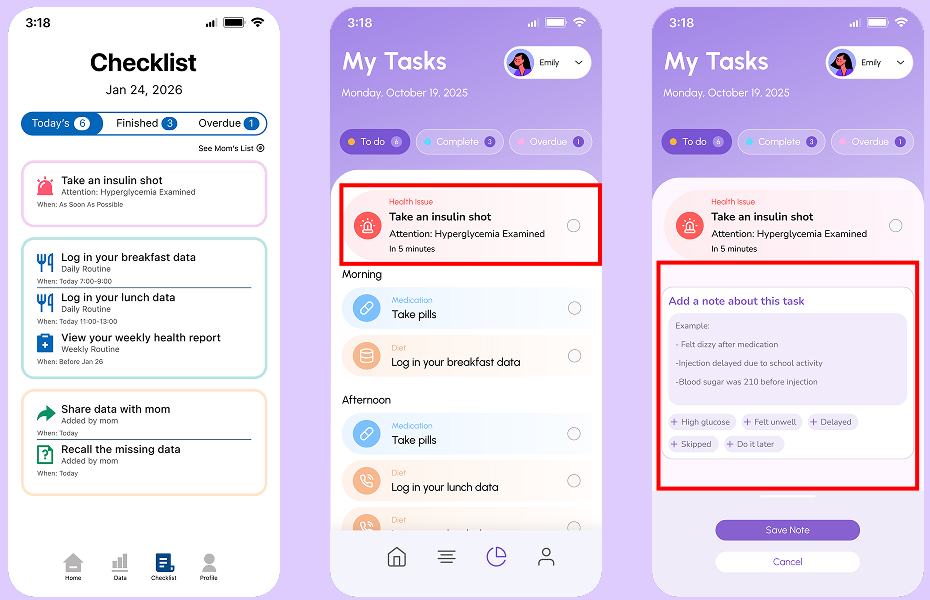 3:18
Checklist
Jan 24, 2026
Today's 6
Finished 3
Overdue 1
See Mom's List
Take an insulin shot
Attention: Hyperglycemia Examined
When: As Soon As Possible
Log in your breakfast data
Daily Routine
When: Today 7:00-9:00
Log in your lunch data
Daily Routine
When: Today 11:00-13:00
View your weekly health report
Weekly Routine
When: Before Jan 26
Share data with mom
Added by mom
When: Today
Recall the missing data
Added by mom
When: Today
Home
Data
Checklist
Profile
3:18
My Tasks
Emily
Monday, October 19, 2025
To do 6
Complete 3
Overdue 1
Health Issue
Take an insulin shot
Attention: Hyperglycemia Examined
In 5 minutes
Morning
Medication
Take pills
Diet
Log in your breakfast data
Afternoon
Medication
Take pills
Diet
Log in your lunch data
Diet
3:18
My Tasks
Emily
Monday, October 19, 2025
To do 6
Complete 3
Overdue 1
Health Issue
Take an insulin shot
Attention: Hyperglycemia Examined
In 5 minutes
Add a note about this task
Example:
- Felt dizzy after medication
-Injection delayed due to school activity
-Blood sugar was 210 before injection
+ High glucose
+ Felt unwell
+ Delayed
+ Skipped
+ Do it later
Save Note
Cancel